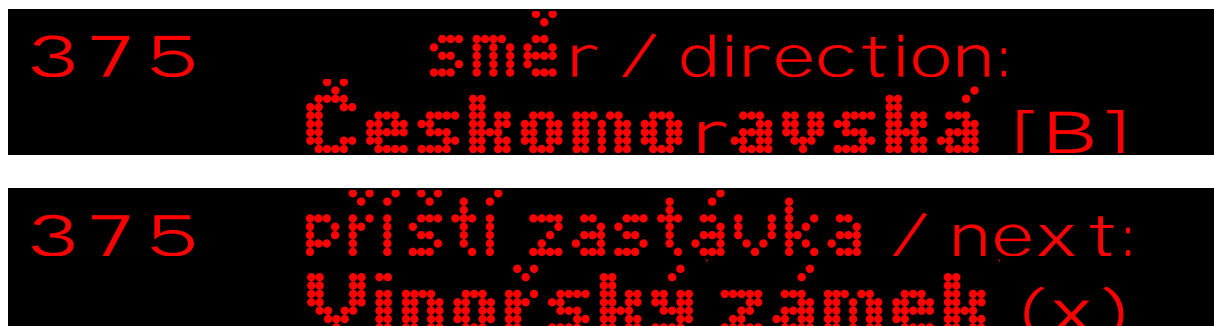 375 směr / direction:
Českomoravská [B]
375 příští zastávka / next:
Vinořský zámek (x)